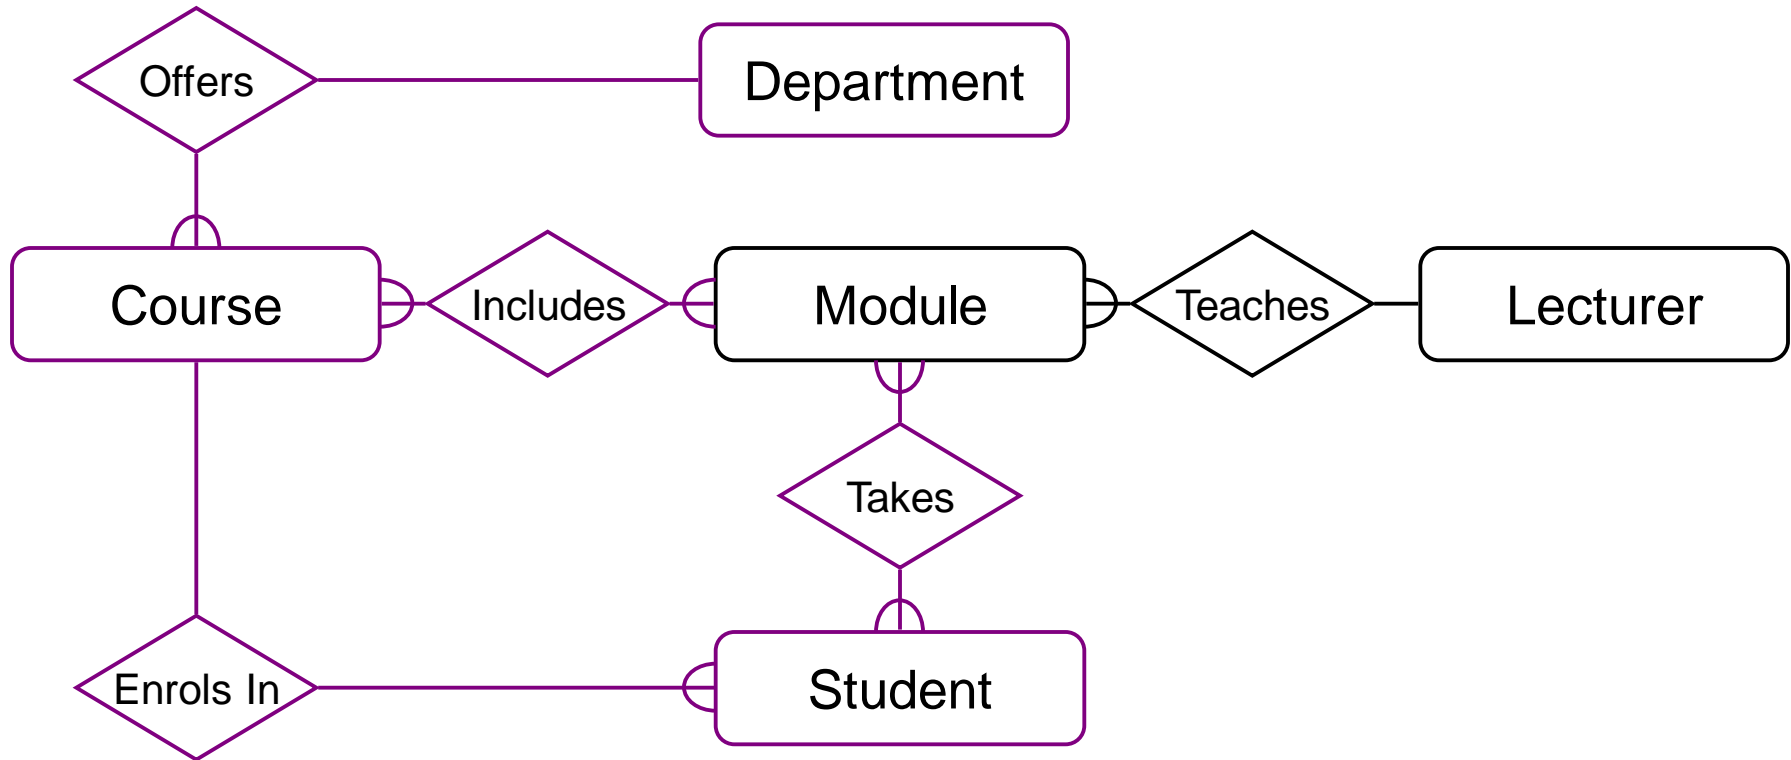 Offers
Department
Course
Includes
Module
Teaches
Lecturer
Takes
Enrols In
Student